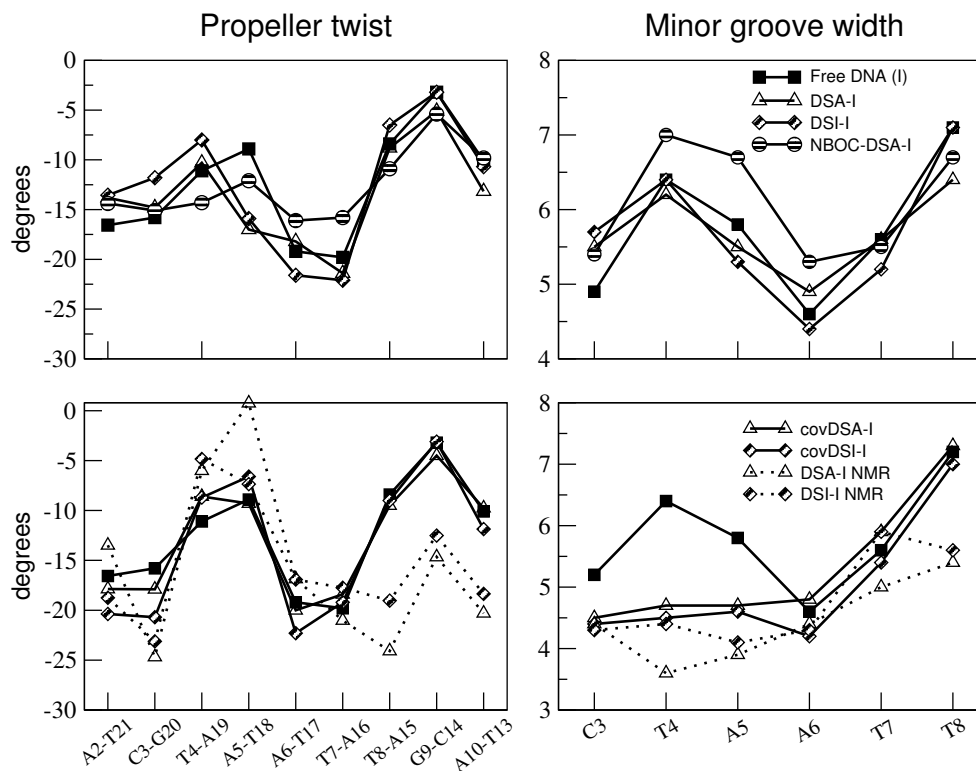 Propeller twist
Minor groove width
degrees
0
-5
-10
-15
-20
-25
-30
8
7
6
5
4
Free DNA (I)
DSA-I
DSI-I
NBOC-DSA-I
degrees
0
-5
-10
-15
-20
-25
-30
A2-T21
C3-G20
T4-A19
A5-T18
A6-T17
T7-A16
T8-A15
G9-C14
A10-T13
8
7
6
5
4
3
covDSA-I
covDSI-I
DSA-I NMR
DSI-I NMR
C3
T4
A5
A6
T7
T8